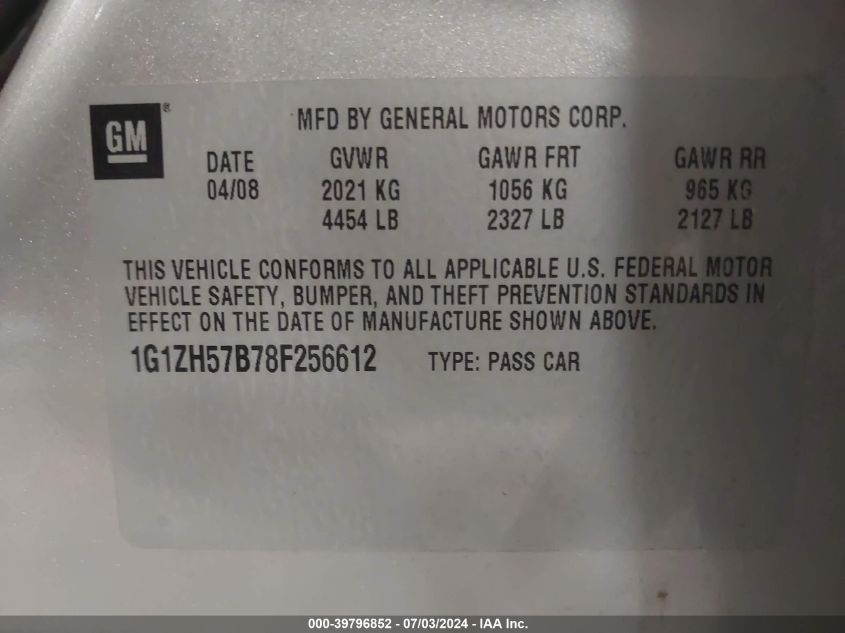 GM®
MFD BY GENERAL MOTORS CORP.
DATE GVWR GAWR FRT GAWR RR
04/08 2021 KG 1056 KG 965 KG
4454 LB 2327 LB 2127 LB
THIS VEHICLE CONFORMS TO ALL APPLICABLE U.S. FEDERAL MOTOR
VEHICLE SAFETY, BUMPER, AND THEFT PREVENTION STANDARDS IN
EFFECT ON THE DATE OF MANUFACTURE SHOWN ABOVE.
1G1ZH57B78F256612 TYPE: PASS CAR
000-39796852 - 07/03/2024 - IAA Inc.